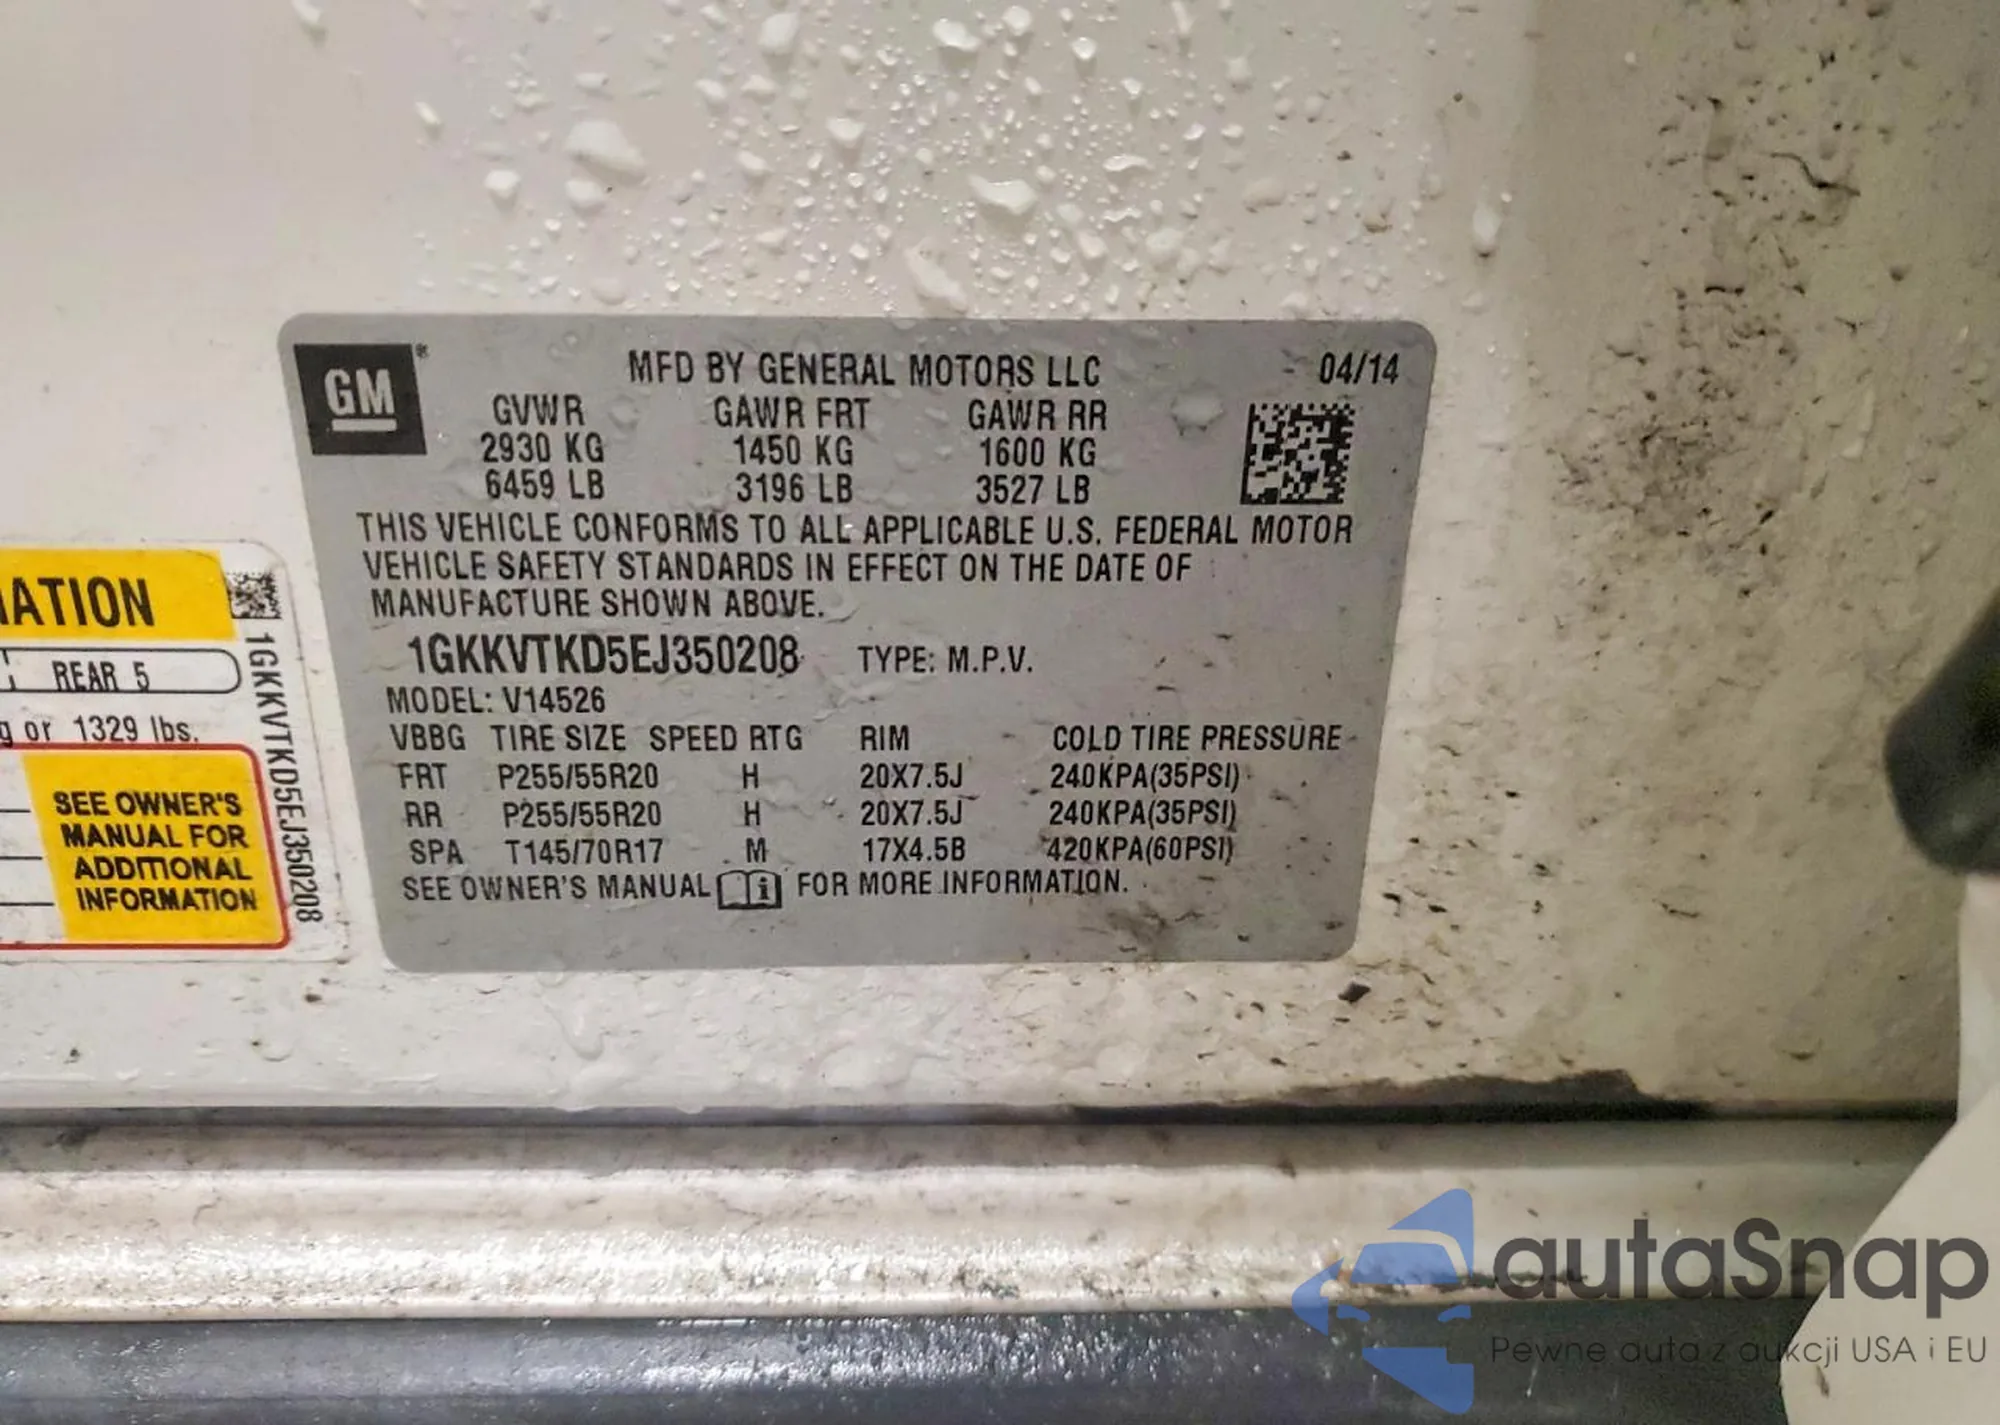 GM®
MFD BY GENERAL MOTORS LLC 04/14
GVWR GAWR FRT GAWR RR
2930 KG 1450 KG 1600 KG
6459 LB 3196 LB 3527 LB
THIS VEHICLE CONFORMS TO ALL APPLICABLE U.S. FEDERAL MOTOR
VEHICLE SAFETY STANDARDS IN EFFECT ON THE DATE OF
MANUFACTURE SHOWN ABOVE.
1GKKVTKD5EJ350208 TYPE: M.P.V.
MODEL: V14526
VBBG TIRE SIZE SPEED RTG RIM COLD TIRE PRESSURE
FRT P255/55R20 H 20X7.5J 240KPA(35PSI)
RR P255/55R20 H 20X7.5J 240KPA(35PSI)
SPA T145/70R17 M 17X4.5B 420KPA(60PSI)
SEE OWNER'S MANUAL i FOR MORE INFORMATION.
MATION
REAR 5
g or 1329 lbs.
SEE OWNER'S
MANUAL FOR
ADDITIONAL
INFORMATION
1GKKVTKD5EJ350208
autaSnap
Pewne auta z aukcji USA i EU